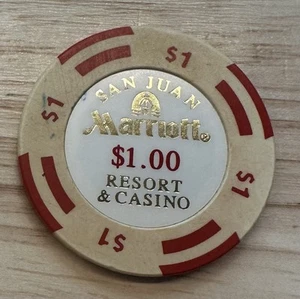 SAN JUAN
Marriott®
$1.00
RESORT
& CASINO
$1
$1
$1
$1